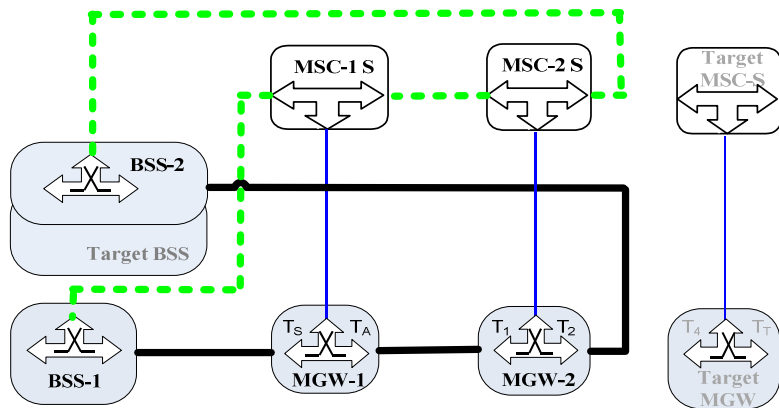 Target
MSC-S
MSC-1 S
MSC-2 S
BSS-2
Target BSS
TS
TA
T1
T2
T4
TT
BSS-1
MGW-1
MGW-2
Target
MGW